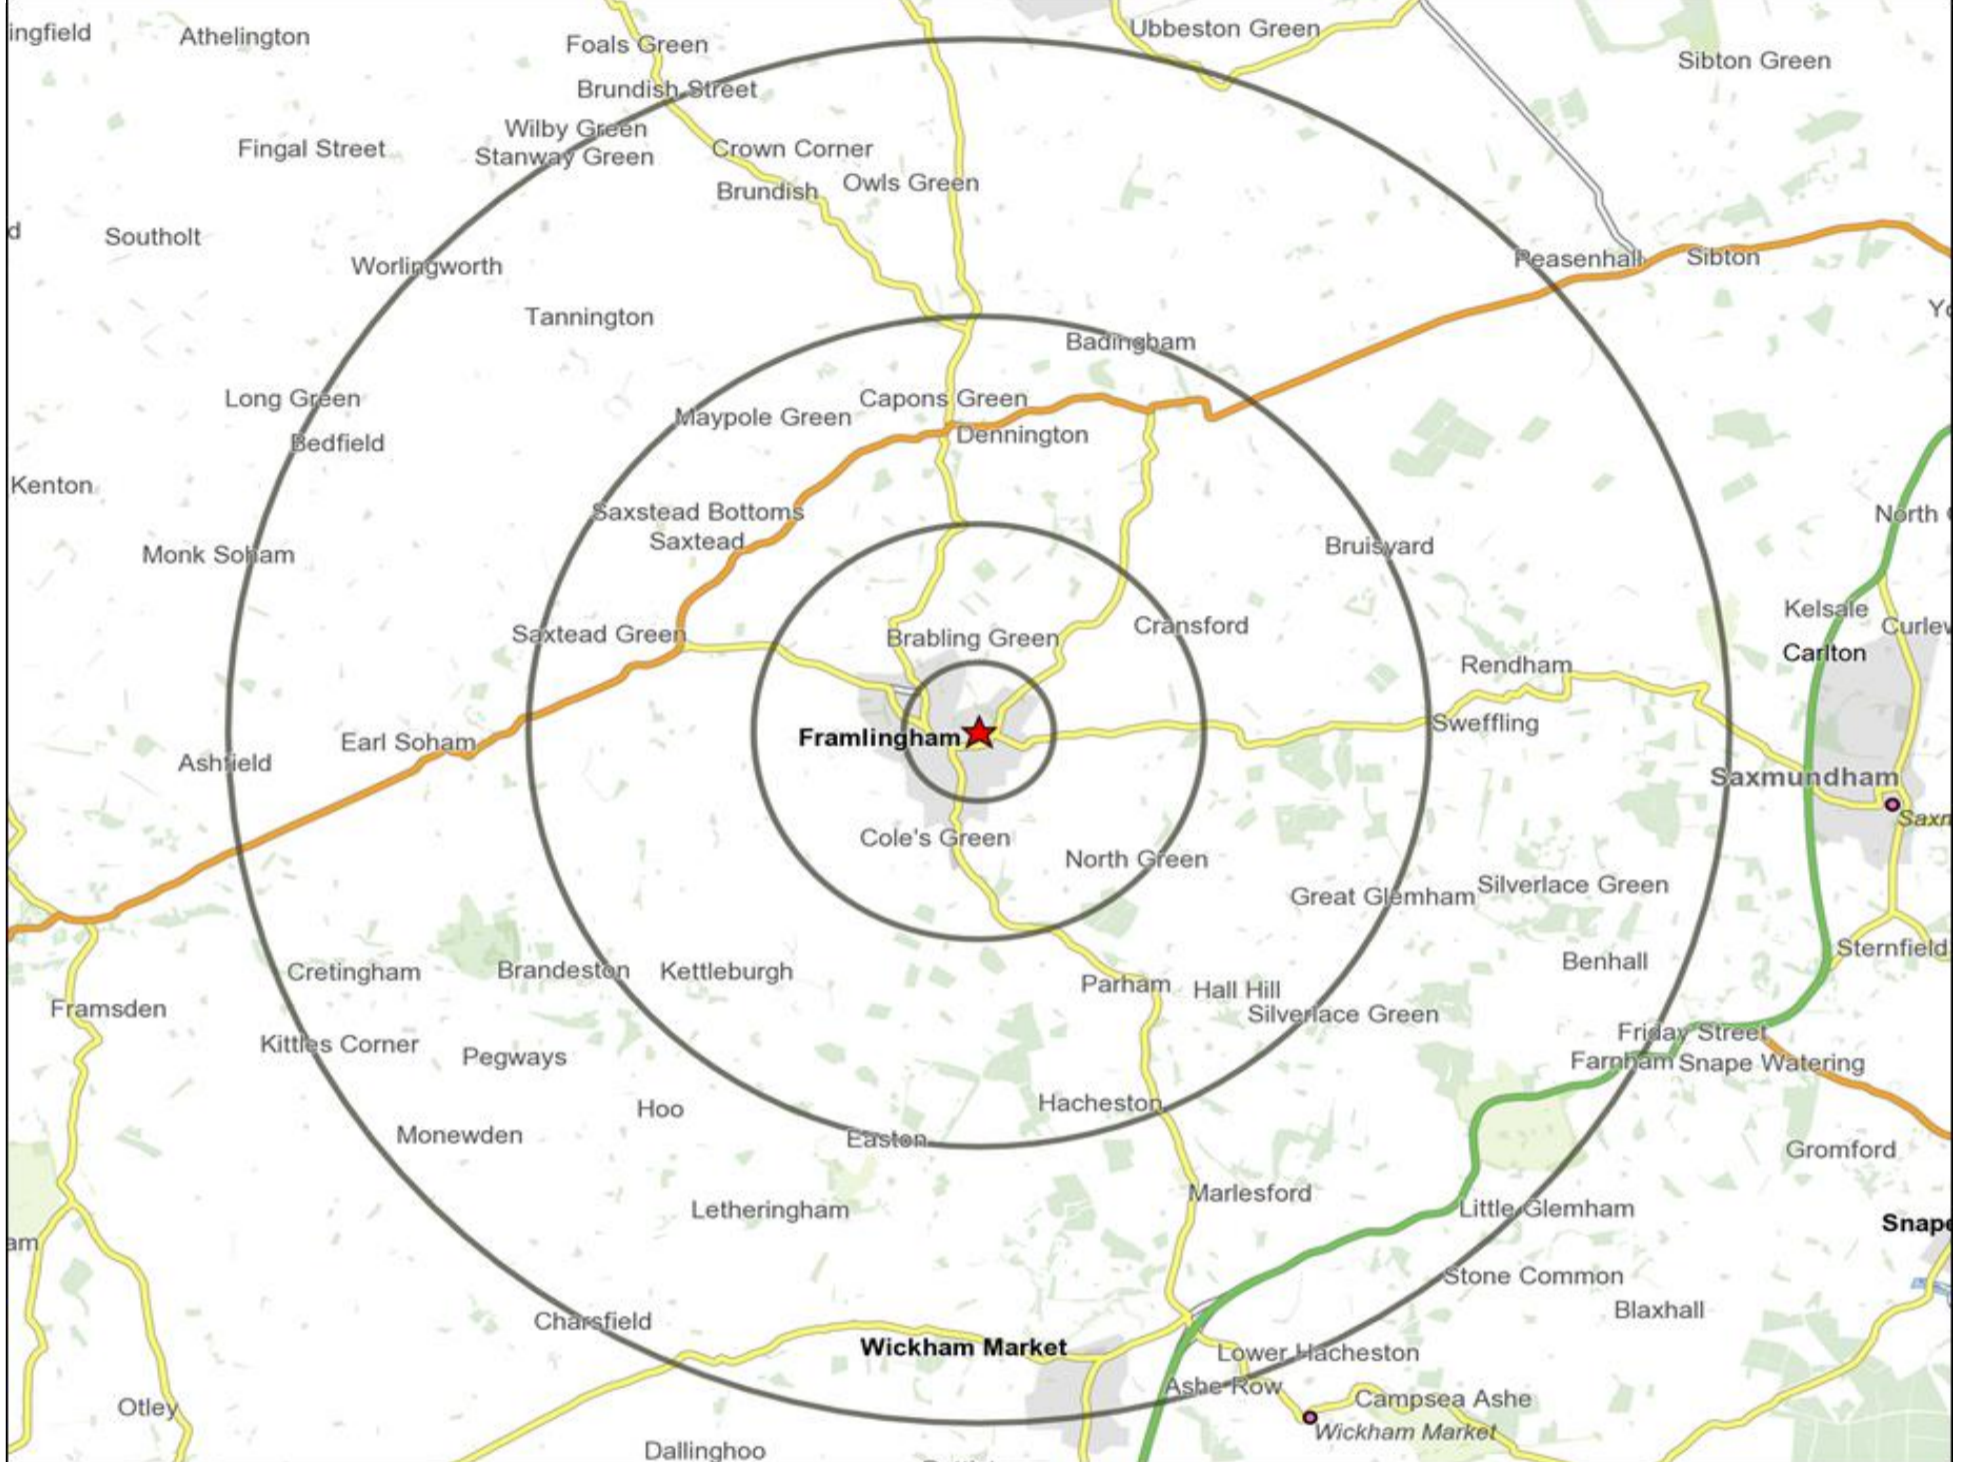 ingfield
Athelington
Foals Green
Ubbeston Green
Sibton Green
Brundish Street
Wilby Green
Fingal Street
Stanway Green
Crown Corner
Brundish
Owls Green
d
Southolt
Worlingworth
Peasenhall
Sibton
Tannington
Badingham
Yo
Long Green
Maypole Green
Capons Green
Bedfield
Dennington
Kenton
Saxstead Bottoms
North
Monk Soham
Saxtead
Bruisyard
Kelsale
Saxtead Green
Brabling Green
Cransford
Curlew
Carlton
Rendham
Earl Soham
Framlingham
Sweffling
Ashfield
Saxmundham
Saxm
Cole's Green
North Green
Great Glemham
Silverlace Green
Sternfield
Cretingham
Brandeston
Kettleburgh
Benhall
Parham
Hall Hill
Framsden
Silverlace Green
Kittles Corner
Pegways
Friday Street
Farnham
Snape Watering
Hoo
Hacheston
Monewden
Easton
Gromford
Letheringham
Marlesford
Little Glemham
Snape
am
Stone Common
Blaxhall
Charsfield
Wickham Market
Lower Hacheston
Ashe Row
Campsea Ashe
Otley
Wickham Market
Dallinghoo